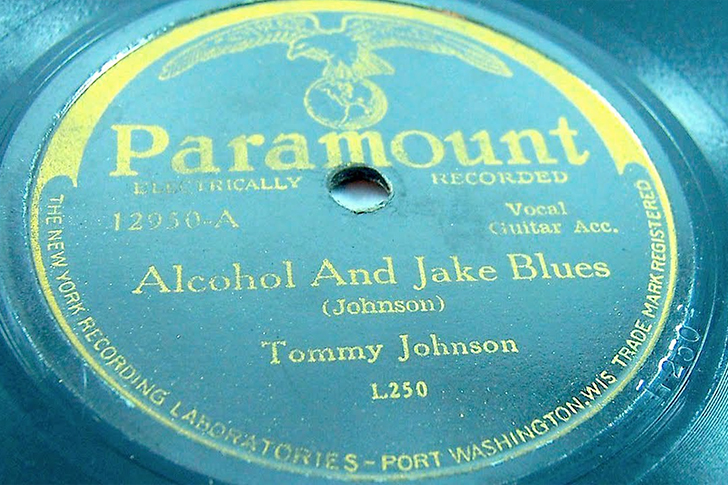 Paramount
ELECTRICALLY RECORDED
12950-A
Vocal
Guitar Acc.
Alcohol And Jake Blues
(Johnson)
Tommy Johnson
L.250
THE NEW YORK RECORDING LABORATORIES - PORT WASHINGTON, WIS TRADE MARK REGISTERED